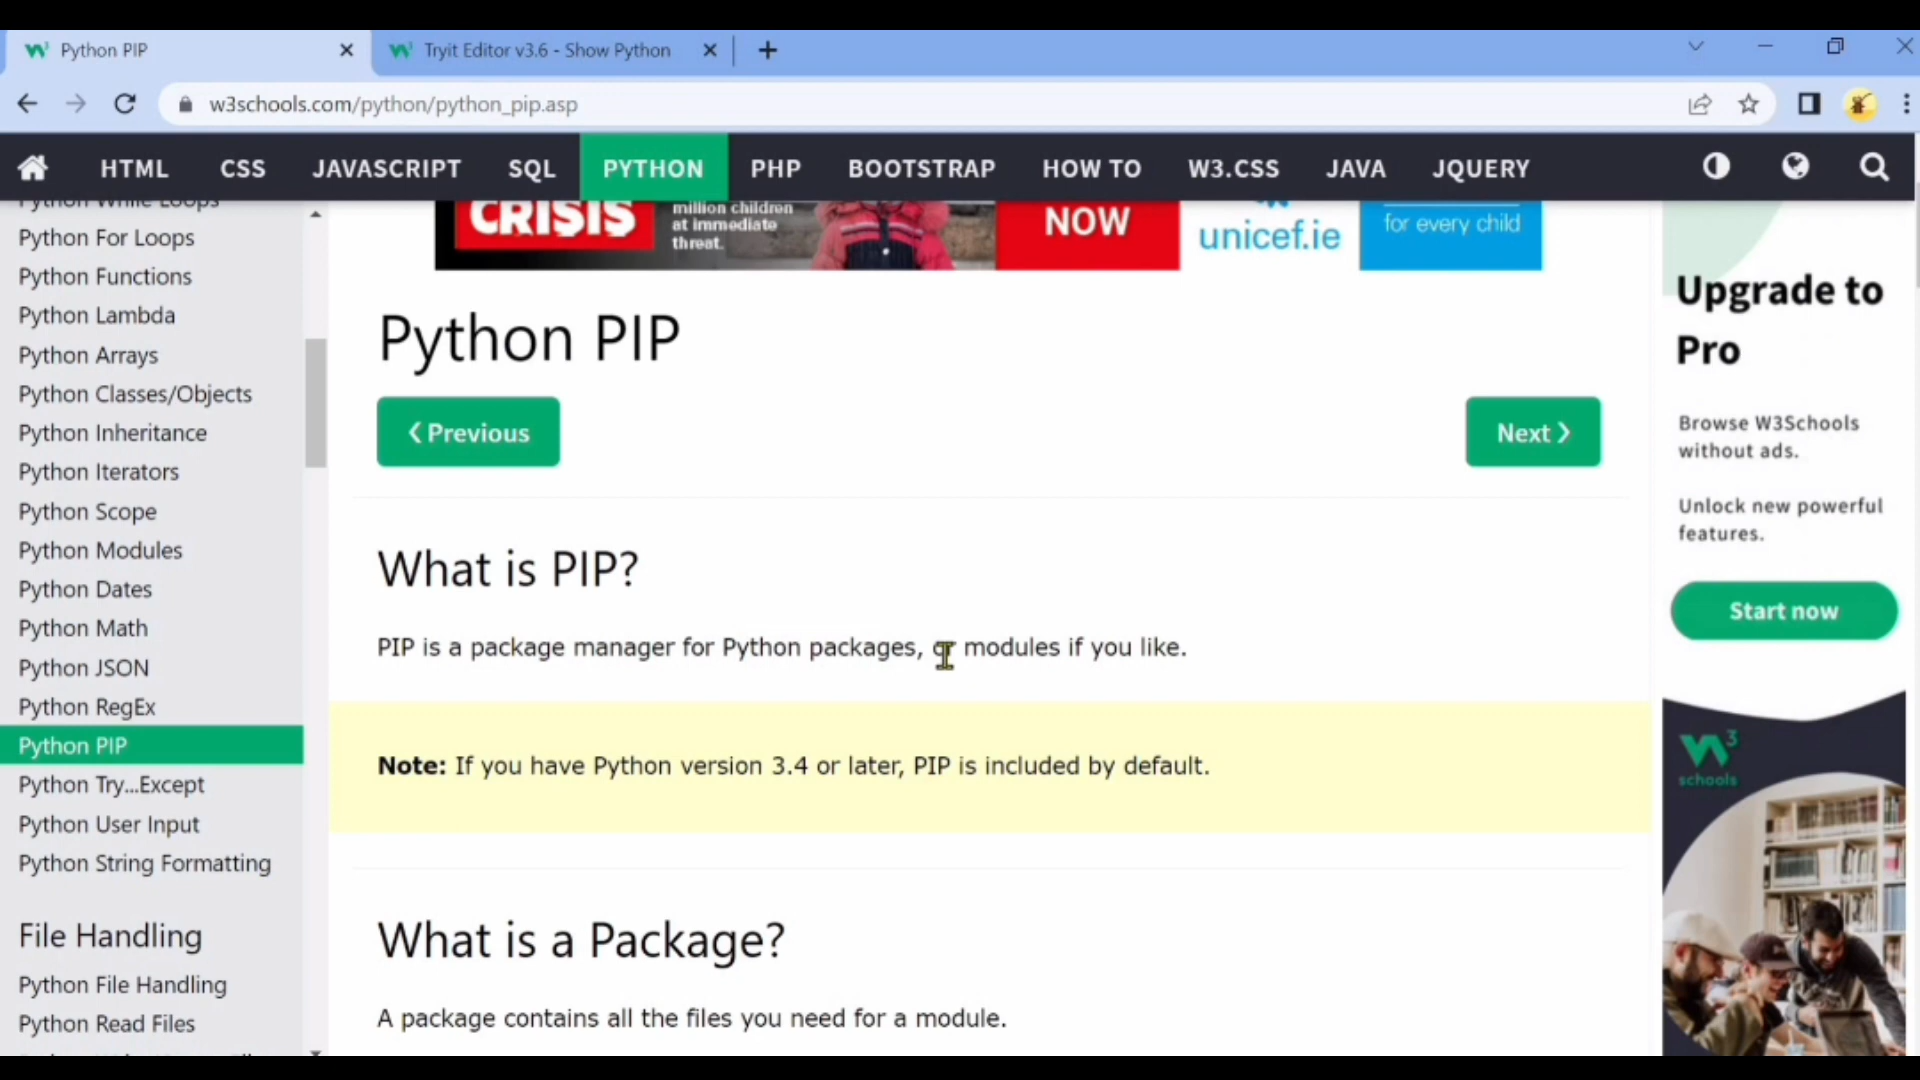 Python PIP
Tryit Editor v3.6 - Show Python
w3schools.com/python/python_pip.asp
HTML
CSS
JAVASCRIPT
SQL
PYTHON
PHP
BOOTSTRAP
HOW TO
W3.CSS
JAVA
JQUERY
Python While Loops
Python For Loops
Python Functions
Python Lambda
Python Arrays
Python Classes/Objects
Python Inheritance
Python Iterators
Python Scope
Python Modules
Python Dates
Python Math
Python JSON
Python RegEx
Python PIP
Python Try...Except
Python User Input
Python String Formatting
File Handling
Python File Handling
Python Read Files
CRISIS
million children
at immediate
threat.
NOW
unicef.ie
for every child
Python PIP
❮ Previous
Next ❯
What is PIP?
PIP is a package manager for Python packages, or modules if you like.
Note: If you have Python version 3.4 or later, PIP is included by default.
What is a Package?
A package contains all the files you need for a module.
Upgrade to
Pro
Browse W3Schools
without ads.
Unlock new powerful
features.
Start now
W3
schools